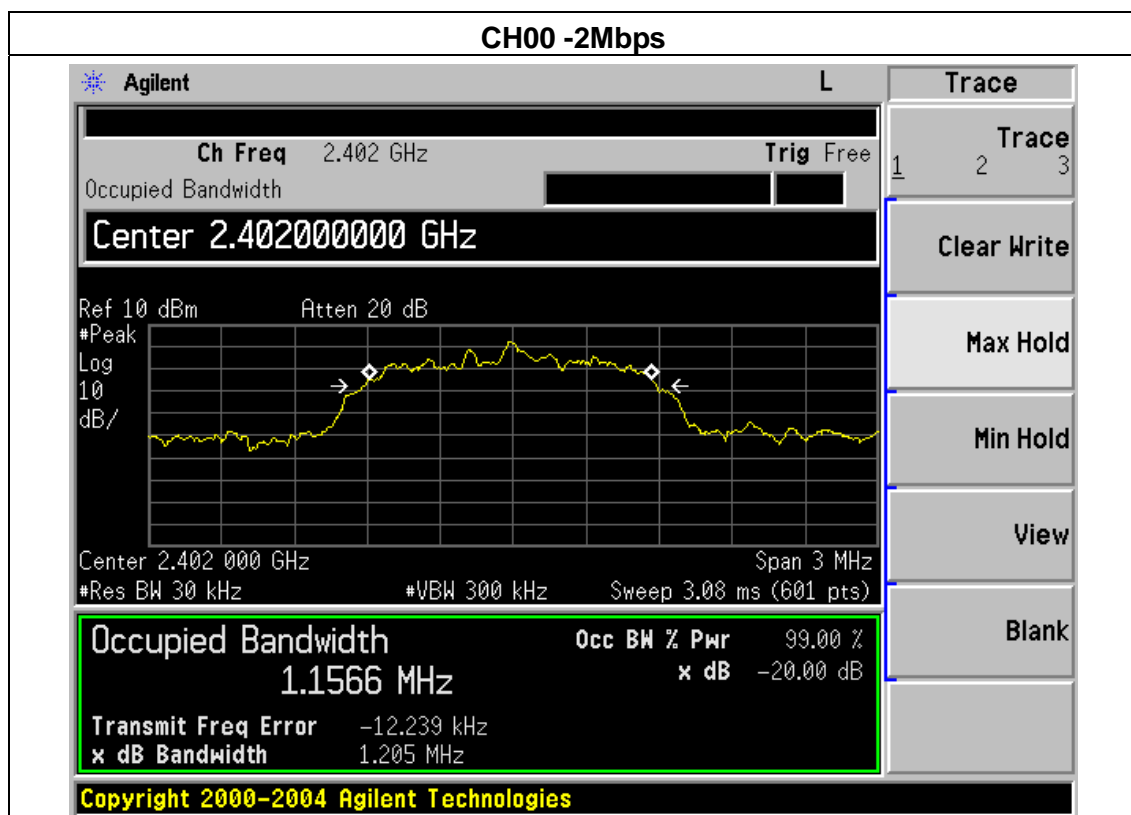 CH00 -2Mbps
Agilent L Trace
Ch Freq 2.402 GHz Trig Free
Occupied Bandwidth
Trace
1 2 3
Center 2.402000000 GHz
Clear Write
Ref 10 dBm Atten 20 dB
#Peak
Log
10
dB/
Max Hold
Min Hold
Center 2.402 000 GHz Span 3 MHz
#Res BW 30 kHz #VBW 300 kHz Sweep 3.08 ms (601 pts)
View
Occupied Bandwidth Occ BW % Pwr 99.00 %
1.1566 MHz x dB -20.00 dB
Blank
Transmit Freq Error -12.239 kHz
x dB Bandwidth 1.205 MHz
Copyright 2000-2004 Agilent Technologies